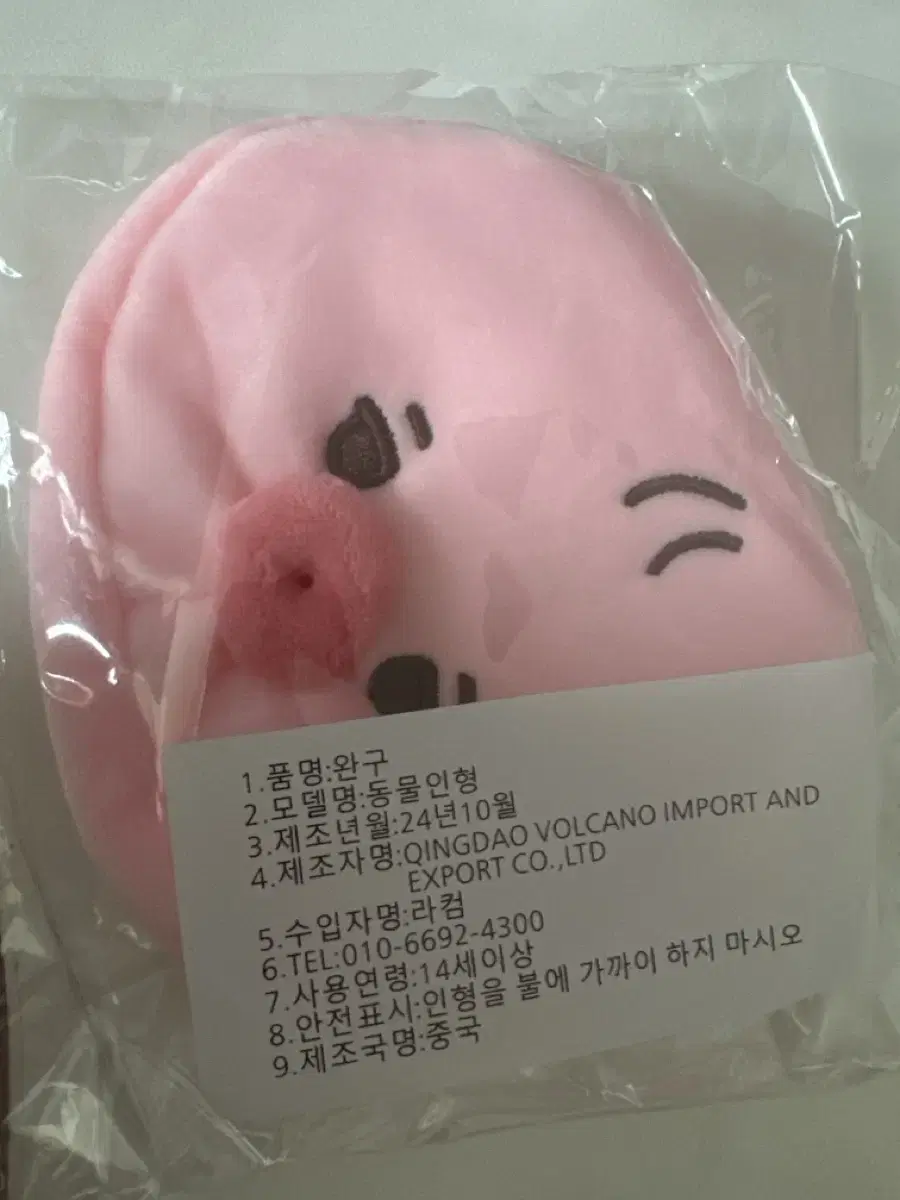 1.품명:완구
2.모델명:동물인형
3.제조년월:24년10월
4.제조자명:QINGDAO VOLCANO IMPORT AND
EXPORT CO.,LTD
5.수입자명:라컴
6.TEL:010-6692-4300
7.사용연령:14세이상
8.안전표시:인형을 불에 가까이 하지 마시오
9.제조국명:중국